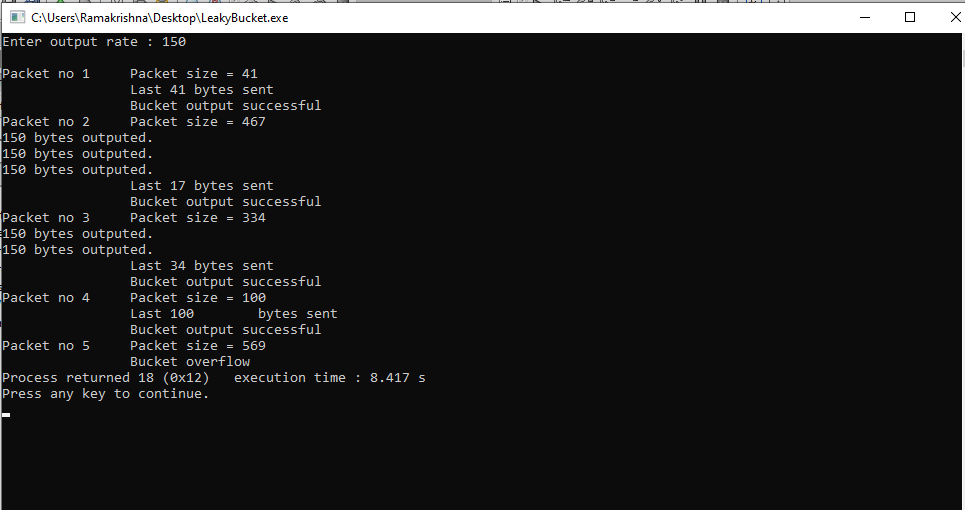 C:\Users\Ramakrishna\Desktop\LeakyBucket.exe
Enter output rate : 150
Packet no 1     Packet size = 41
                Last 41 bytes sent
                Bucket output successful
Packet no 2     Packet size = 467
150 bytes outputed.
150 bytes outputed.
150 bytes outputed.
                Last 17 bytes sent
                Bucket output successful
Packet no 3     Packet size = 334
150 bytes outputed.
150 bytes outputed.
                Last 34 bytes sent
                Bucket output successful
Packet no 4     Packet size = 100
                Last 100        bytes sent
                Bucket output successful
Packet no 5     Packet size = 569
                Bucket overflow
Process returned 18 (0x12)   execution time : 8.417 s
Press any key to continue.